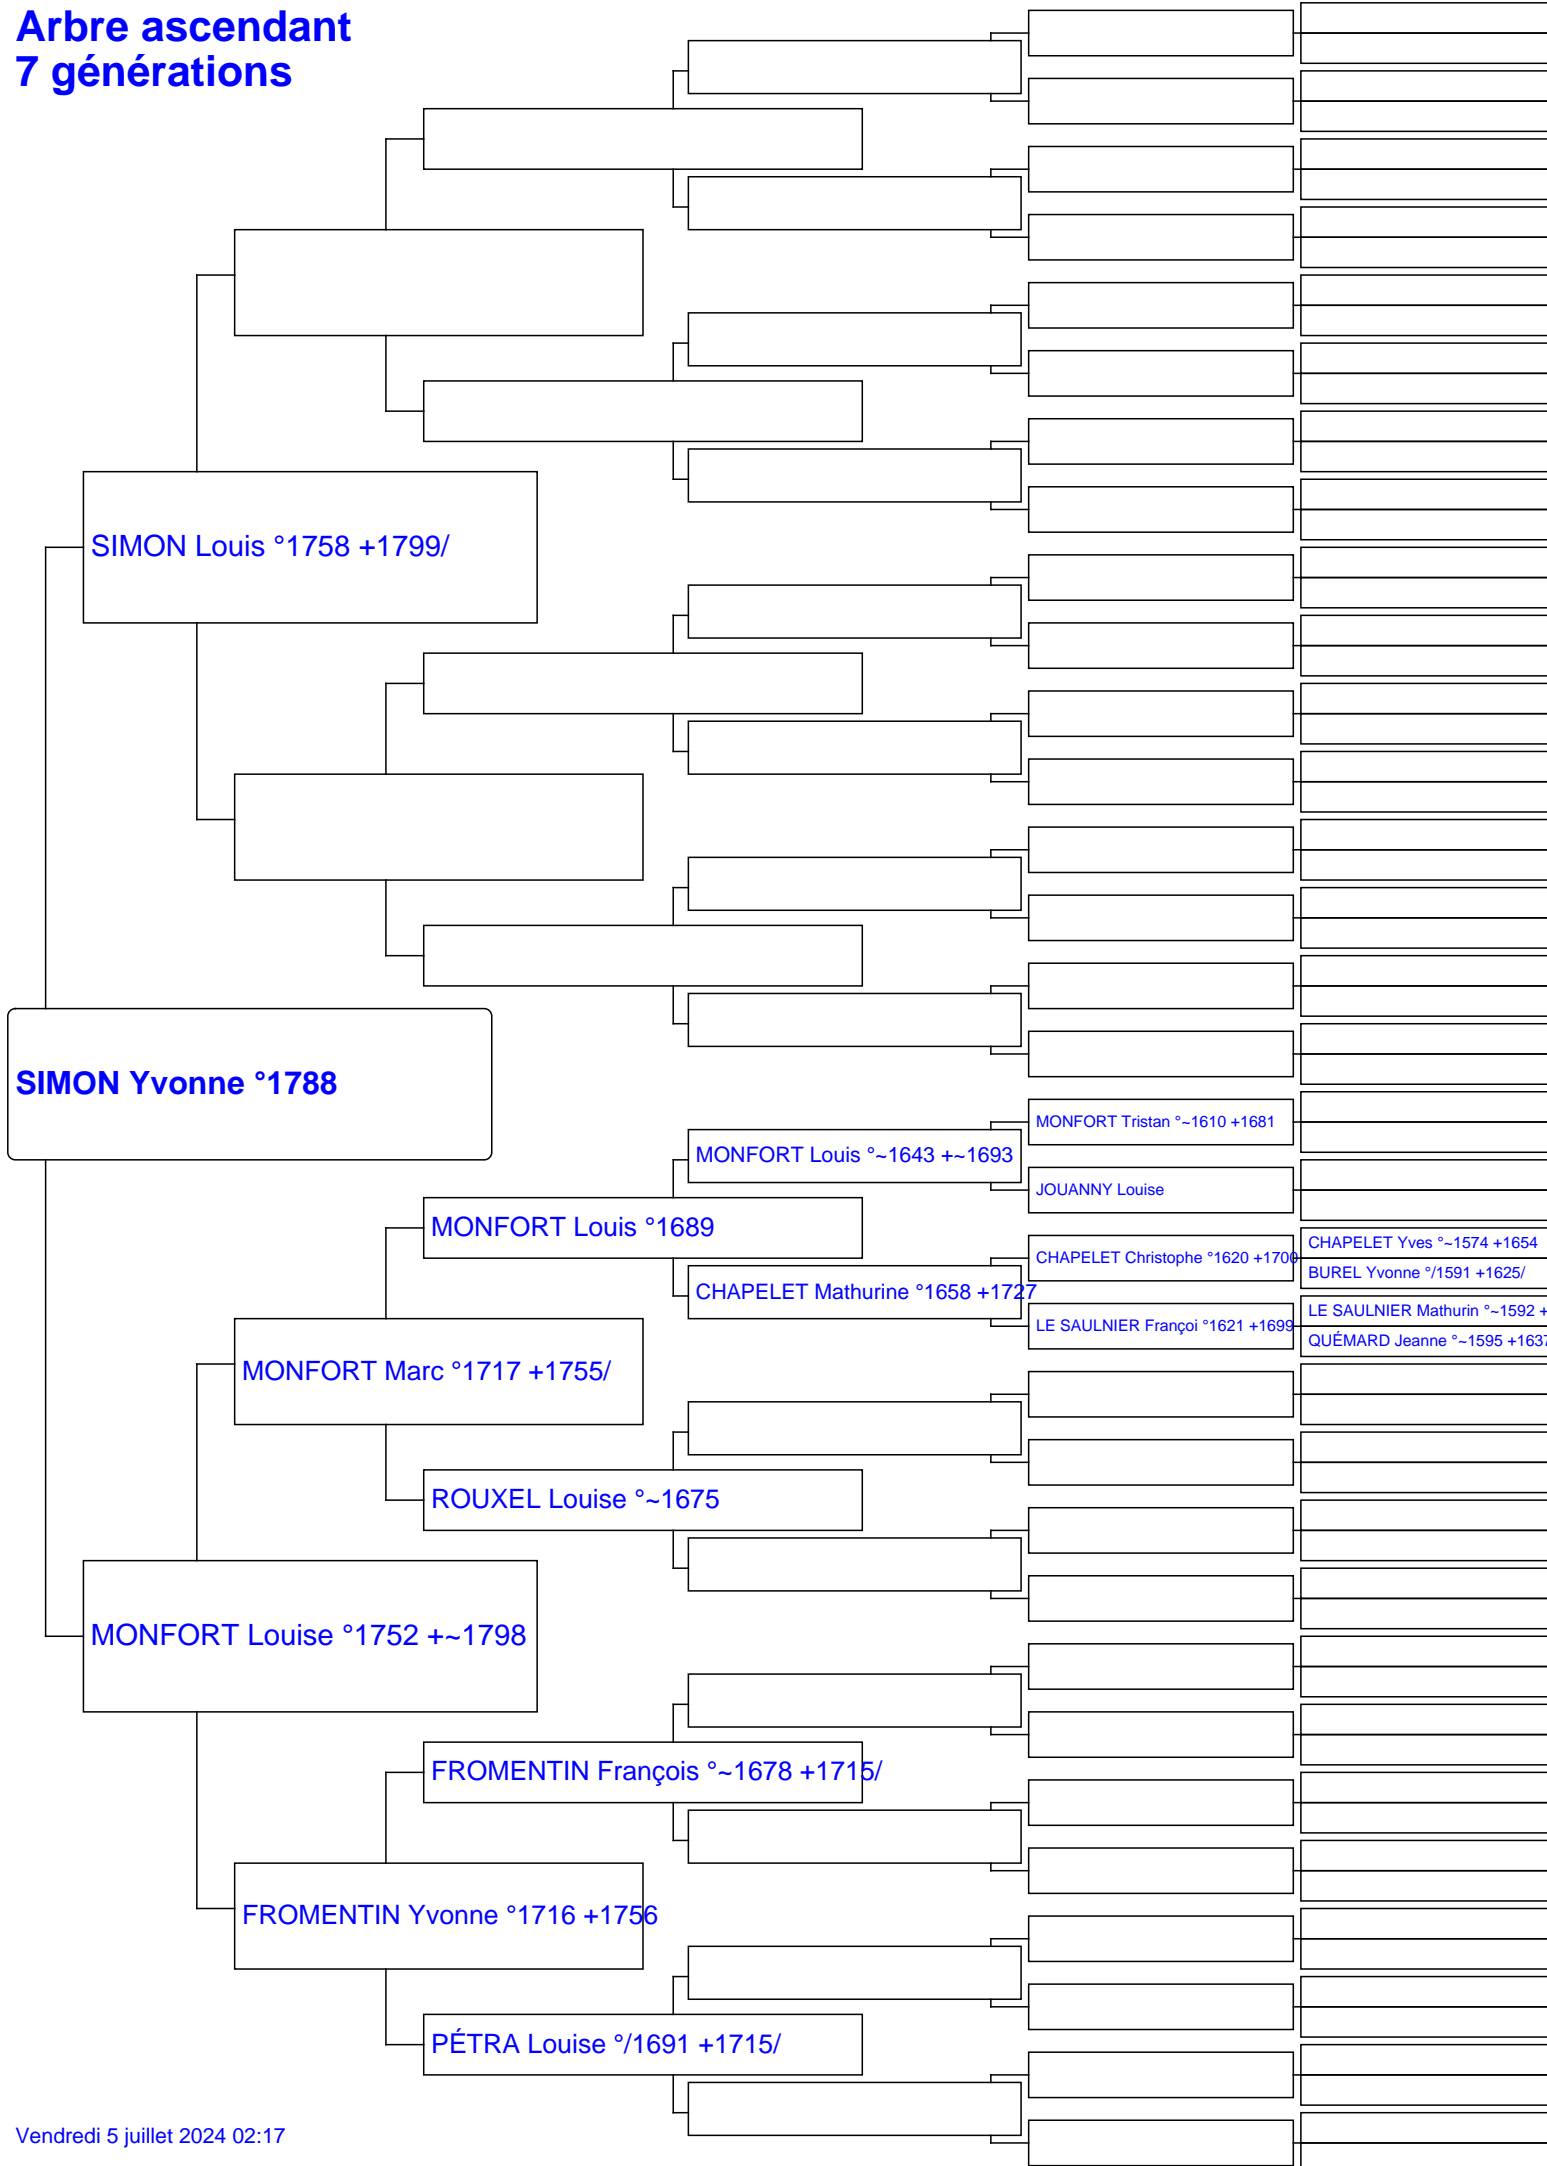 Arbre ascendant
7 générations
SIMON Louis °1758 +1799/
SIMON Yvonne °1788
MONFORT Tristan °~1610 +1681
MONFORT Louis °~1643 +~1693
JOUANNY Louise
MONFORT Louis °1689
CHAPELET Yves °~1574 +1654
CHAPELET Christophe °1620 +1700
BUREL Yvonne °/1591 +1625/
CHAPELET Mathurine °1658 +1727
LE SAULNIER Mathurin °~1592 +
LE SAULNIER Françoi °1621 +1699
QUÉMARD Jeanne °~1595 +1637
MONFORT Marc °1717 +1755/
ROUXEL Louise °~1675
MONFORT Louise °1752 +~1798
FROMENTIN François °~1678 +1715/
FROMENTIN Yvonne °1716 +1756
PÉTRA Louise °/1691 +1715/
Vendredi 5 juillet 2024 02:17